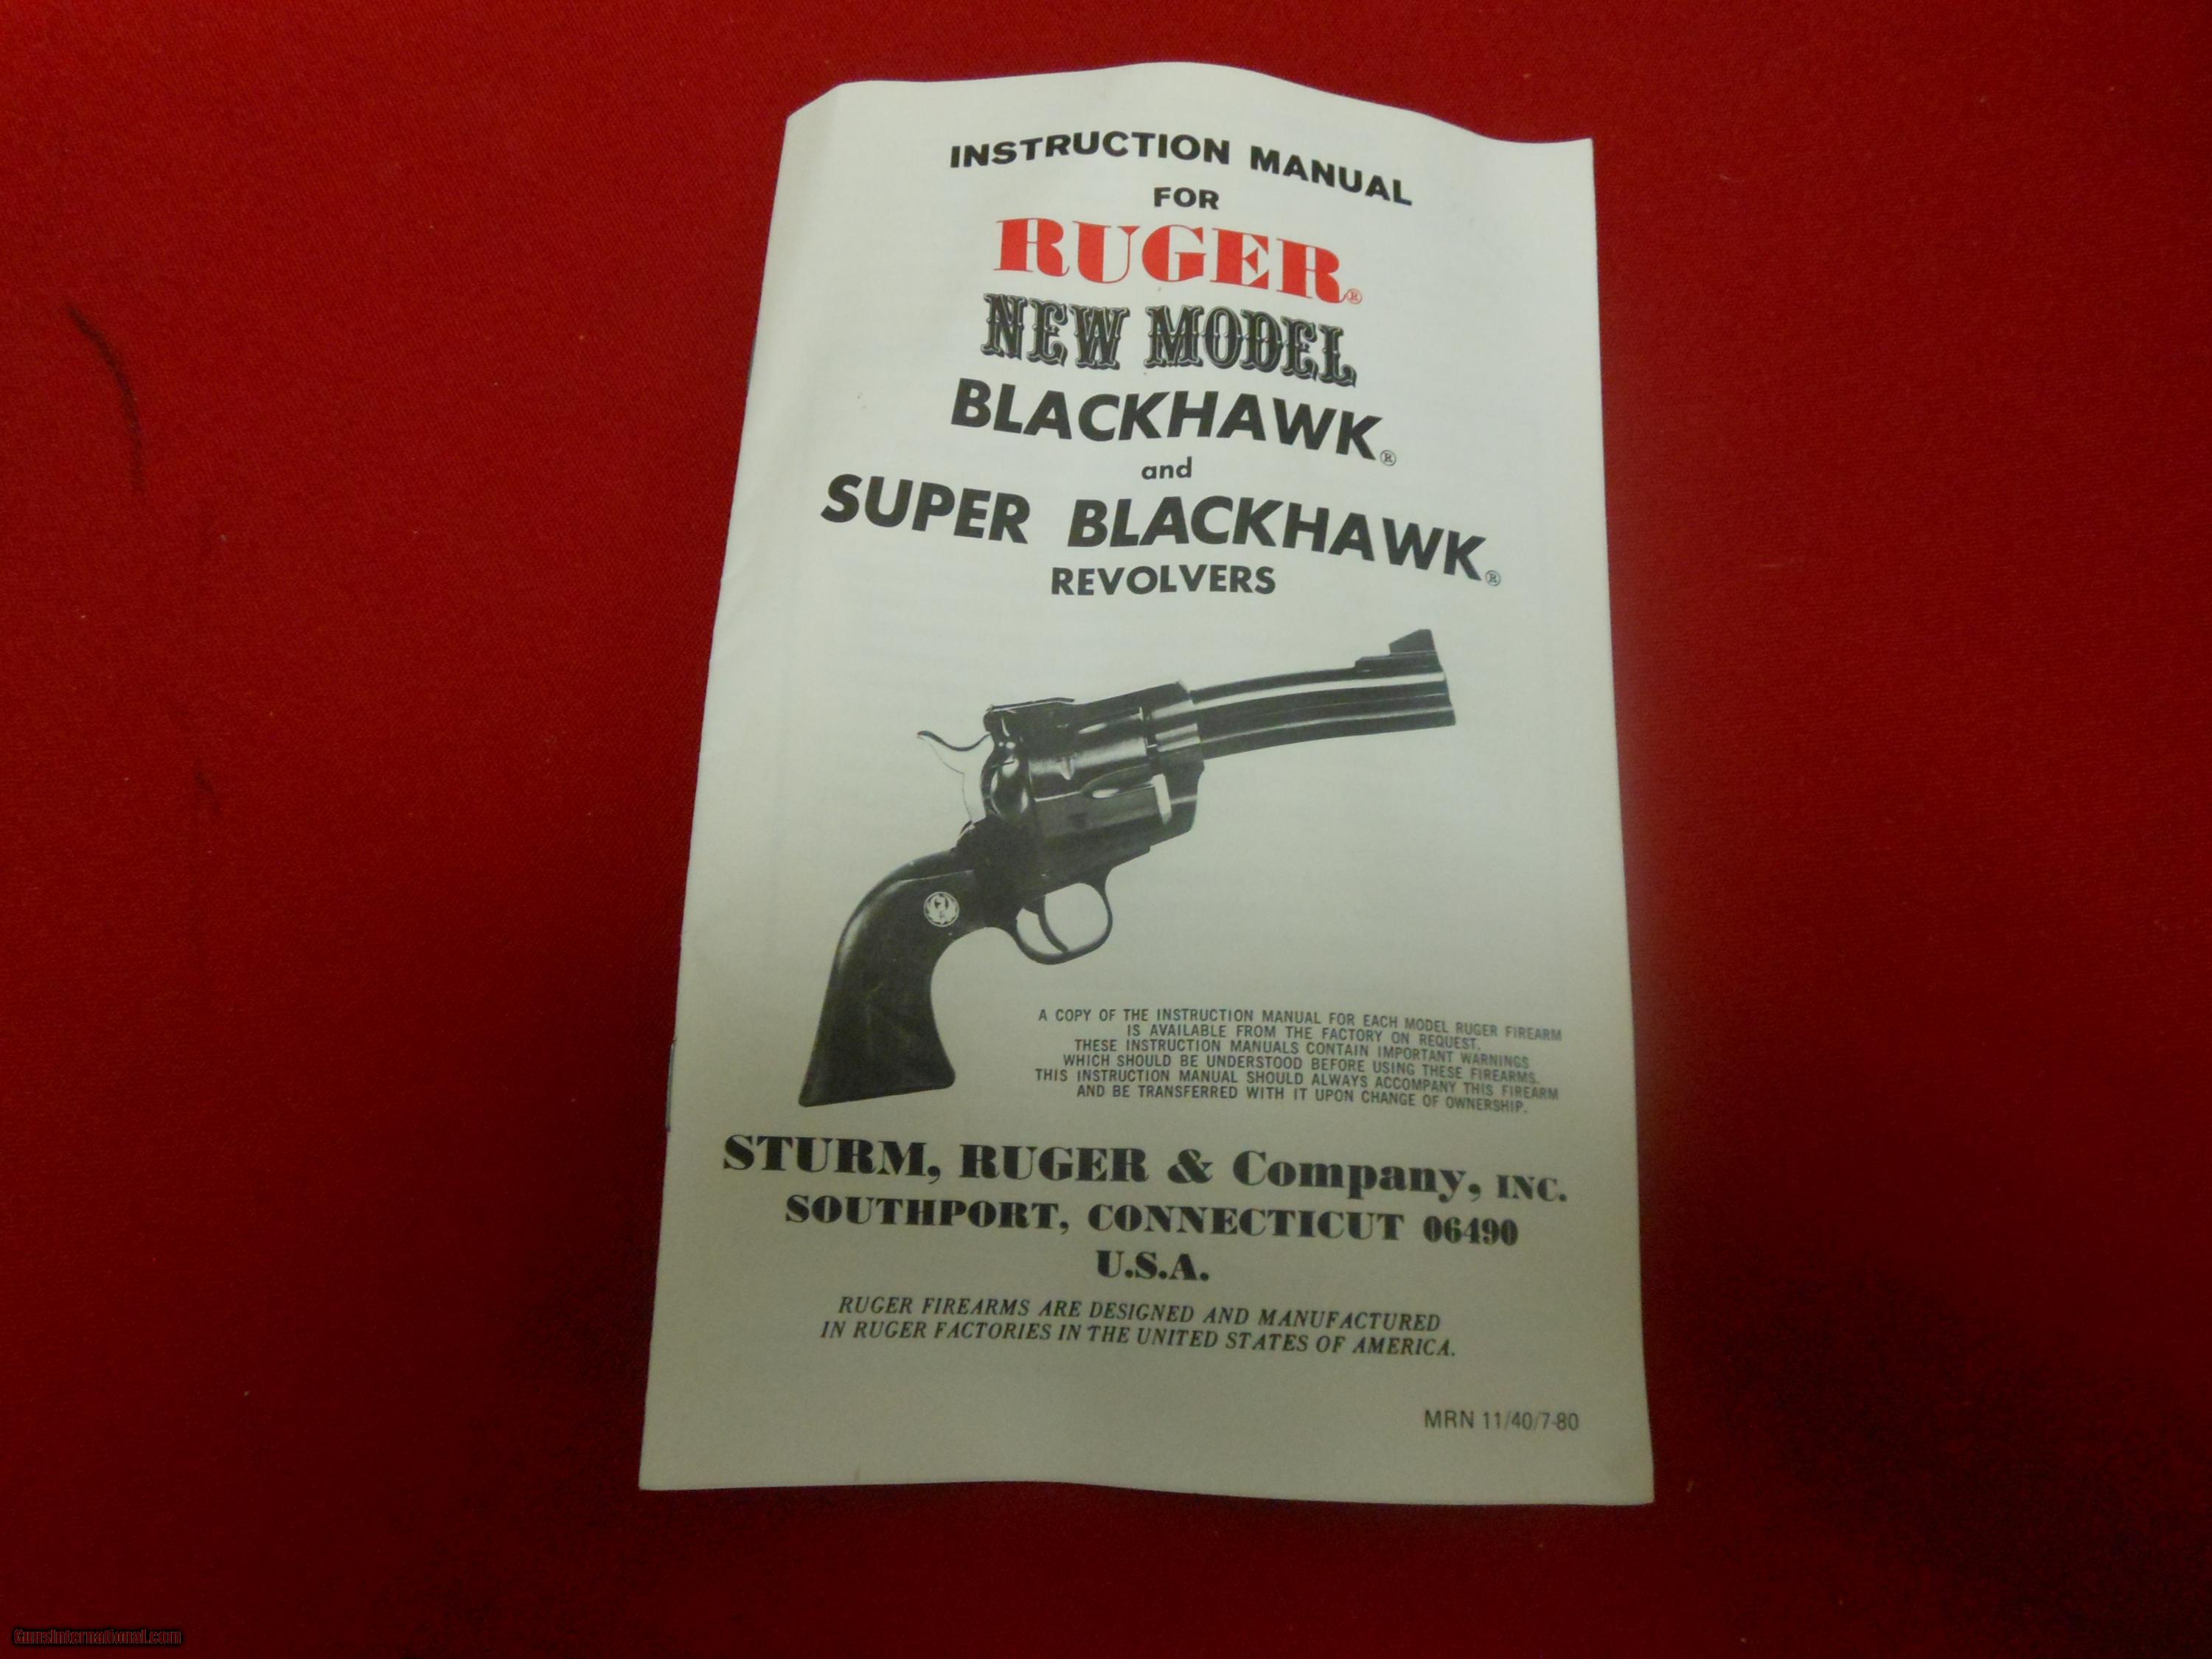 INSTRUCTION MANUAL
FOR
RUGER®
NEW MODEL
BLACKHAWK®
and
SUPER BLACKHAWK®
REVOLVERS
A COPY OF THE INSTRUCTION MANUAL FOR EACH MODEL RUGER FIREARM
IS AVAILABLE FROM THE FACTORY ON REQUEST.
THESE INSTRUCTION MANUALS CONTAIN IMPORTANT WARNINGS
WHICH SHOULD BE UNDERSTOOD BEFORE USING THESE FIREARMS.
THIS INSTRUCTION MANUAL SHOULD ALWAYS ACCOMPANY THIS FIREARM
AND BE TRANSFERRED WITH IT UPON CHANGE OF OWNERSHIP.
STURM, RUGER & Company, INC.
SOUTHPORT, CONNECTICUT 06490
U.S.A.
RUGER FIREARMS ARE DESIGNED AND MANUFACTURED
IN RUGER FACTORIES IN THE UNITED STATES OF AMERICA.
MRN 11/40/7-80
GunsInternational.com